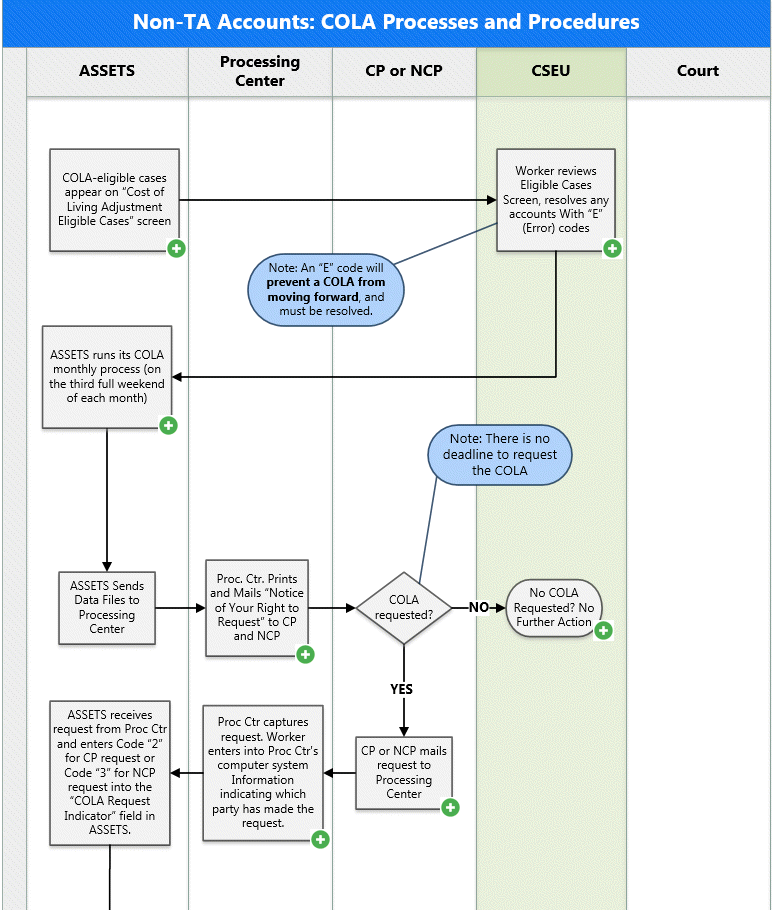 Non-TA Accounts: COLA Processes and Procedures
ASSETS
Processing
Center
CP or NCP
CSEU
Court
COLA-eligible cases
appear on “Cost of
Living Adjustment
Eligible Cases” screen
Worker reviews
Eligible Cases
Screen, resolves any
accounts With “E”
(Error) codes
Note: An “E” code will
prevent a COLA from
moving forward, and
must be resolved.
ASSETS runs its COLA
monthly process (on
the third full weekend
of each month)
Note: There is no
deadline to request
the COLA
ASSETS Sends
Data Files to
Processing
Center
Proc. Ctr. Prints
and Mails “Notice
of Your Right to
Request” to CP
and NCP
COLA
requested?
NO
No COLA
Requested? No
Further Action
YES
ASSETS receives
request from Proc Ctr
and enters Code “2”
for CP request or
Code “3” for NCP
request into the
“COLA Request
Indicator” field in
ASSETS.
Proc Ctr captures
request. Worker
enters into Proc Ctr's
computer system
Information
indicating which
party has made the
request.
CP or NCP mails
request to
Processing
Center